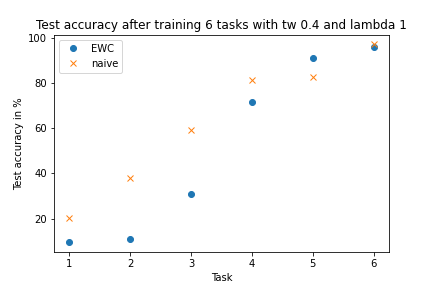 Test accuracy after training 6 tasks with tw 0.4 and lambda 1
EWC
naive
100
80
60
40
20
Test accuracy in %
1 2 3 4 5 6
Task